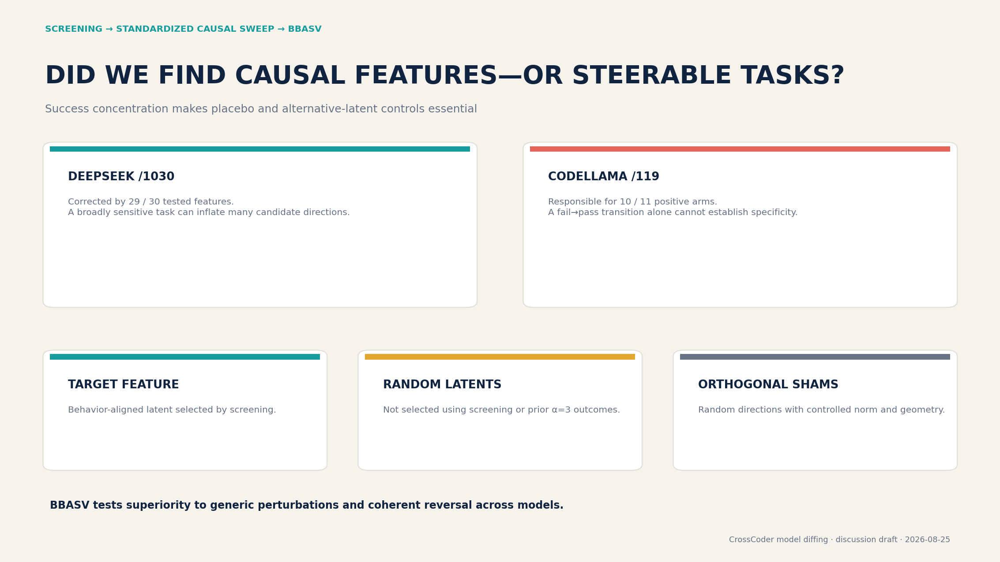 SCREENING → STANDARDIZED CAUSAL SWEEP → BBASV
DID WE FIND CAUSAL FEATURES—OR STEERABLE TASKS?
Success concentration makes placebo and alternative-latent controls essential
DEEPSEEK /1030
Corrected by 29 / 30 tested features.
A broadly sensitive task can inflate many candidate directions.
CODELLAMA /119
Responsible for 10 / 11 positive arms.
A fail→pass transition alone cannot establish specificity.
TARGET FEATURE
Behavior-aligned latent selected by screening.
RANDOM LATENTS
Not selected using screening or prior α=3 outcomes.
ORTHOGONAL SHAMS
Random directions with controlled norm and geometry.
BBASV tests superiority to generic perturbations and coherent reversal across models.
CrossCoder model diffing · discussion draft · 2026-08-25